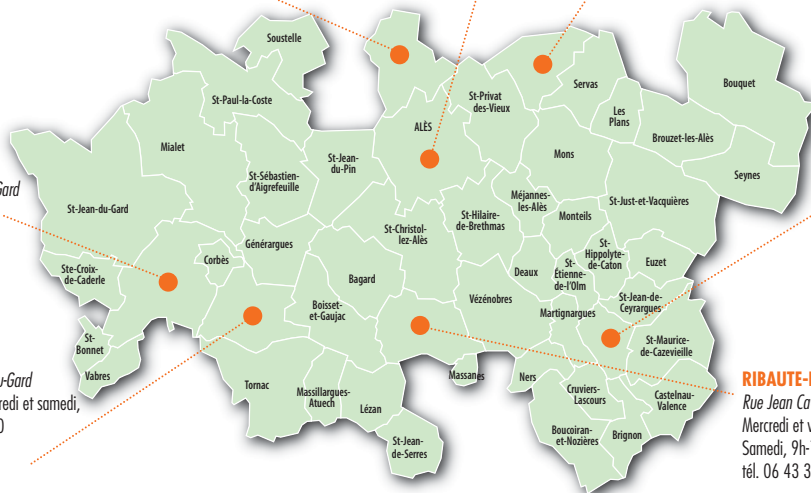 Soustelle
St-Paul-la-Coste
Mialet
St-Sébastien-
d'Aigrefeuille
St-Jean-
du-Pin
ALÈS
St-Privat
des-Vieux
Servas
Les
Plans
Bouquet
Brouzet-les-Alès
Seynes
Mons
St-Jean-du-Gard
Générargues
Corbès
Ste-Croix-
de-Caderle
St-
Bonnet
Vabres
St-Christol-
lez-Alès
St-Hilaire-
de-Brethmas
Méjannes-
les-Alès
Monteils
St-Just-et-Vacquières
St-
Hippolyte-
de-Caton
Euzet
St-
Étienne-
de-l'Olm
Deaux
Bagard
Boisset-
et-Gaujac
Vézénobres
Martignargues
St-Jean-de-
Ceyrargues
St-Maurice-
de-Cazevieille
Tornac
Massillargues-
Atuech
Lézan
Massanes
Ners
Cruviers-
Lascours
Castelnau-
Valence
Boucoiran-
et-Nozières
Brignon
St-Jean-
de-Serres
Gard
u-Gard
redi et samedi,
0
RIBAUTE-
Rue Jean Ca
Mercredi et v
Samedi, 9h-
tél. 06 43 3